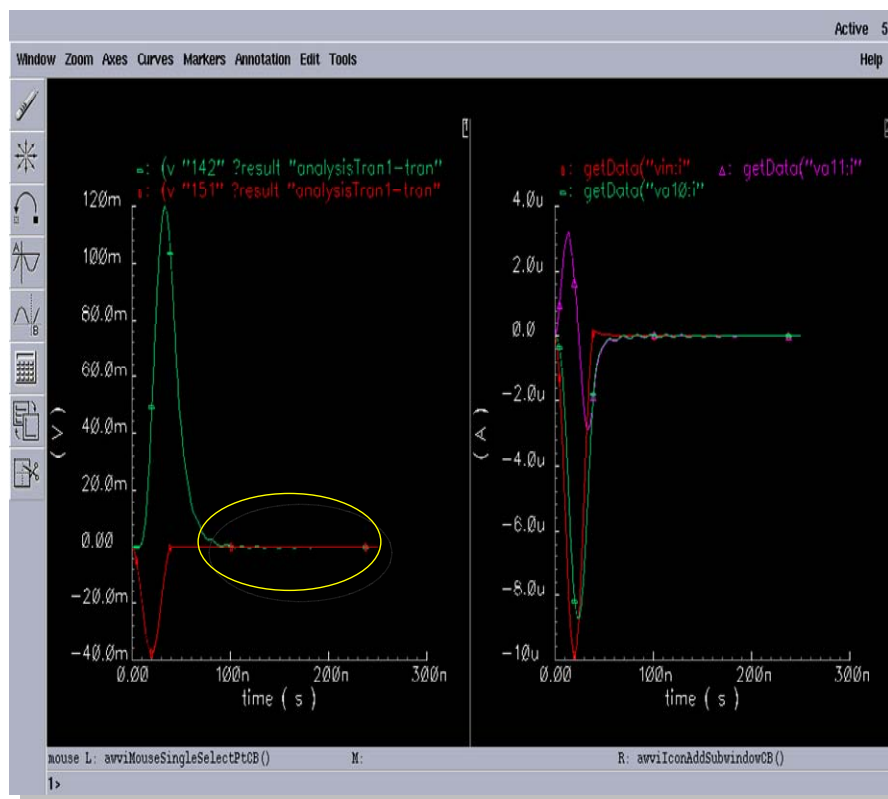 Active 5
Window Zoom Axes Curves Markers Annotation Edit Tools Help
A
B
1
: (v "142" ?result "analysisTran1-tran"
: (v "151" ?result "analysisTran1-tran"
120m
100m
80.0m
60.0m
40.0m
20.0m
0.00
-20.0m
-40.0m
( V )
0.00 100n 200n 300n
time ( s )
: getData("vin:i" : getData("va11:i"
: getData("va10:i"
4.0u
2.0u
0.0
-2.0u
-4.0u
-6.0u
-8.0u
-10u
( A )
0.00 100n 200n 300n
time ( s )
mouse L: awviMouseSingleSelectPtCB() M: R: awviIconAddSubwindowCB()
1>